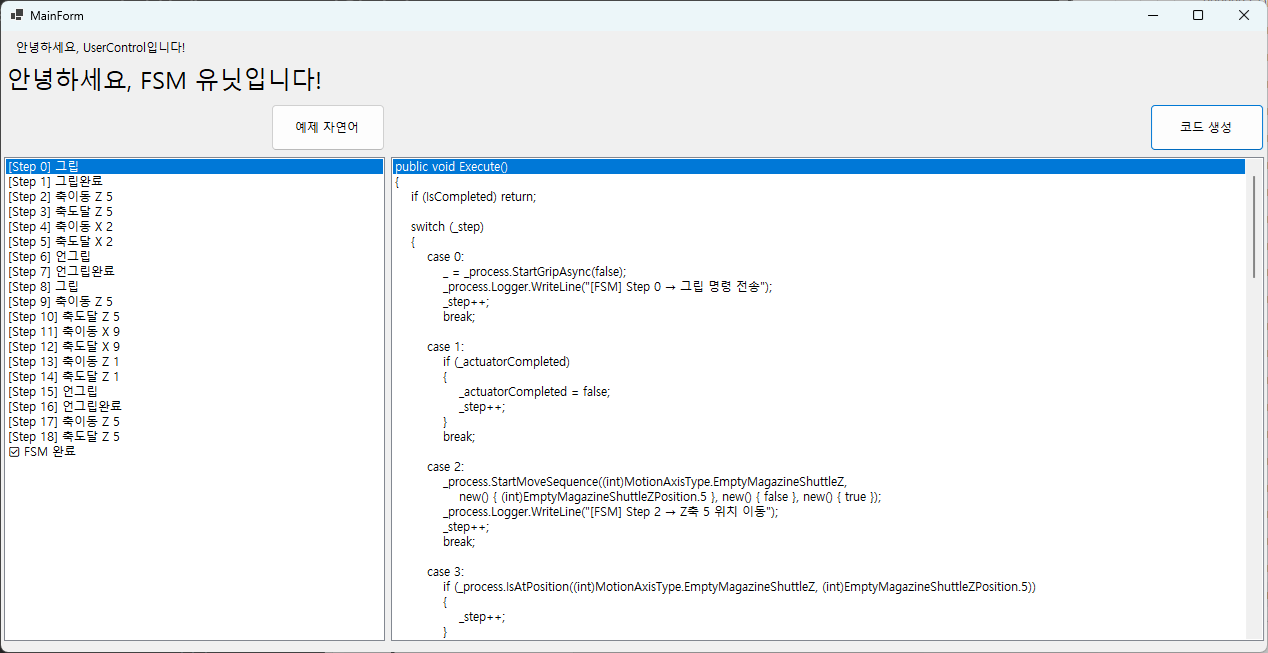 MainForm
안녕하세요, UserControl입니다!
안녕하세요, FSM 유닛입니다!
예제 자연어
코드 생성
[Step 0] 그립
[Step 1] 그립완료
[Step 2] 축이동 Z 5
[Step 3] 축도달 Z 5
[Step 4] 축이동 X 2
[Step 5] 축도달 X 2
[Step 6] 언그립
[Step 7] 언그립완료
[Step 8] 그립
[Step 9] 축이동 Z 5
[Step 10] 축도달 Z 5
[Step 11] 축이동 X 9
[Step 12] 축도달 X 9
[Step 13] 축이동 Z 1
[Step 14] 축도달 Z 1
[Step 15] 언그립
[Step 16] 언그립완료
[Step 17] 축이동 Z 5
[Step 18] 축도달 Z 5
☑ FSM 완료
public void Execute()
{
if (IsCompleted) return;
switch (_step)
{
case 0:
_ = _process.StartGripAsync(false);
_process.Logger.WriteLine("[FSM] Step 0 → 그립 명령 전송");
_step++;
break;
case 1:
if (_actuatorCompleted)
{
_actuatorCompleted = false;
_step++;
}
break;
case 2:
_process.StartMoveSequence((int)MotionAxisType.EmptyMagazineShuttleZ,
new() { (int)EmptyMagazineShuttleZPosition.5 }, new() { false }, new() { true });
_process.Logger.WriteLine("[FSM] Step 2 → Z축 5 위치 이동");
_step++;
break;
case 3:
if (_process.IsAtPosition((int)MotionAxisType.EmptyMagazineShuttleZ, (int)EmptyMagazineShuttleZPosition.5))
{
_step++;
}